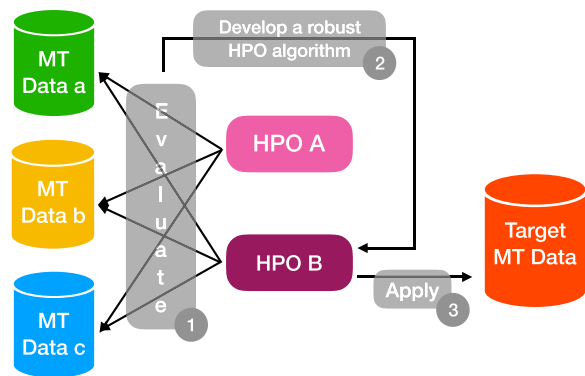 MT
Data a
MT
Data b
MT
Data c
Evaluate
1
Develop a robust
HPO algorithm
2
HPO A
HPO B
Apply
3
Target
MT Data